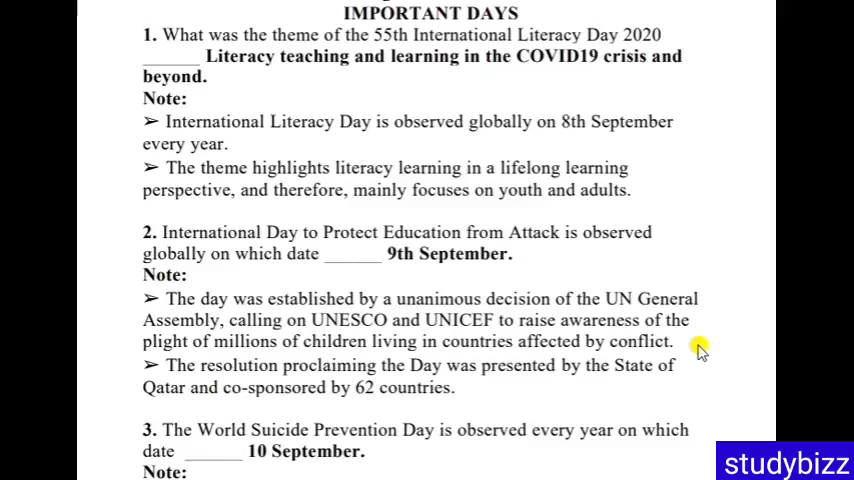 IMPORTANT DAYS
1. What was the theme of the 55th International Literacy Day 2020
______ Literacy teaching and learning in the COVID19 crisis and
beyond.
Note:
➢ International Literacy Day is observed globally on 8th September
every year.
➢ The theme highlights literacy learning in a lifelong learning
perspective, and therefore, mainly focuses on youth and adults.
2. International Day to Protect Education from Attack is observed
globally on which date ______ 9th September.
Note:
➢ The day was established by a unanimous decision of the UN General
Assembly, calling on UNESCO and UNICEF to raise awareness of the
plight of millions of children living in countries affected by conflict.
➢ The resolution proclaiming the Day was presented by the State of
Qatar and co-sponsored by 62 countries.
3. The World Suicide Prevention Day is observed every year on which
date ______ 10 September.
Note:
studybizz